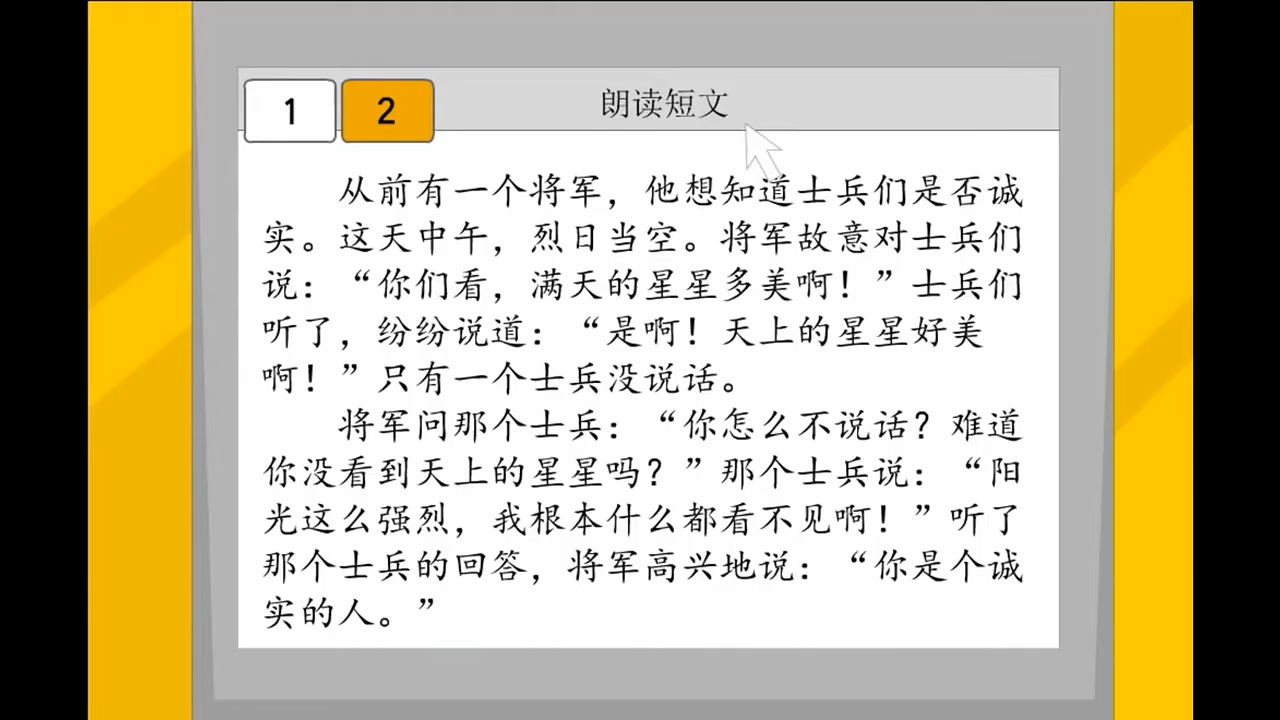 1
2
朗读短文
从前有一个将军，他想知道士兵们是否诚
实。这天中午，烈日当空。将军故意对士兵们
说：“你们看，满天的星星多美啊！”士兵们
听了，纷纷说道：“是啊！天上的星星好美
啊！”只有一个士兵没说话。
将军问那个士兵：“你怎么不说话？难道
你没看到天上的星星吗？”那个士兵说：“阳
光这么强烈，我根本什么都看不见啊！”听了
那个士兵的回答，将军高兴地说：“你是个诚
实的人。”